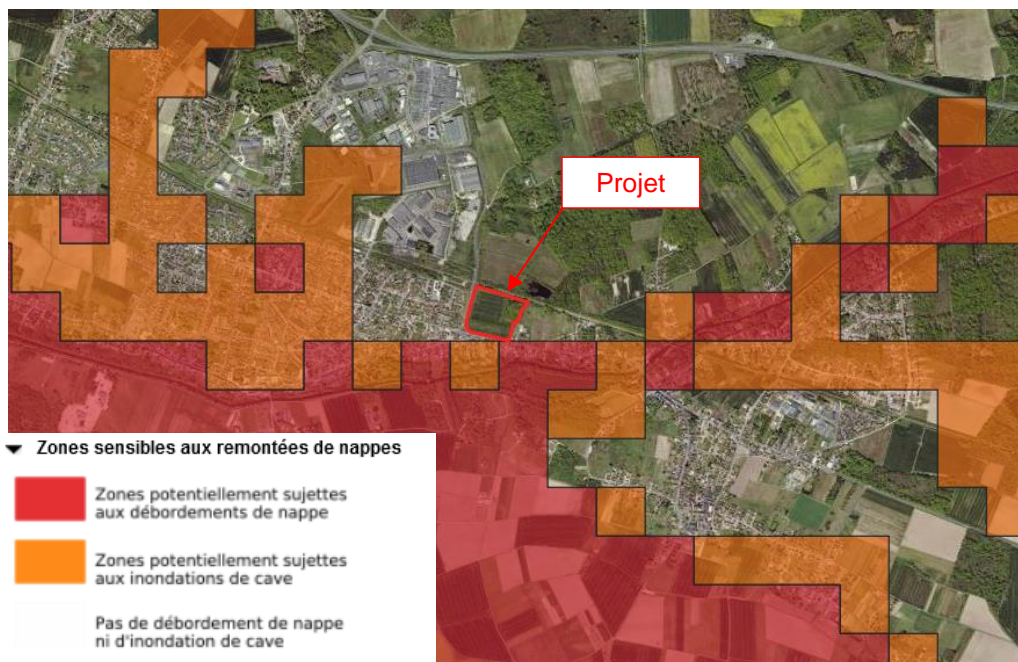 Projet
Zones sensibles aux remontées de nappes
Zones potentiellement sujettes
aux débordements de nappe
Zones potentiellement sujettes
aux inondations de cave
Pas de débordement de nappe
ni d'inondation de cave